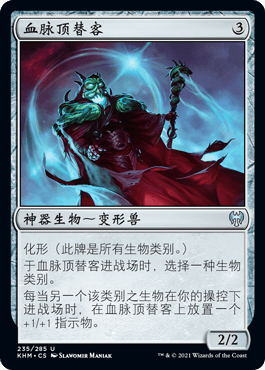 血脉顶替客 3
神器生物～变形兽
化形（此牌是所有生物类别。）
于血脉顶替客进战场时，选择一种生物
类别。
每当另一个该类别之生物在你的操控下
进战场时，在血脉顶替客上放置一个
+1/+1 指示物。
2/2
235/285 U
KHM • CS SLAWOMIR MANIAK
™ & © 2021 Wizards of the Coast